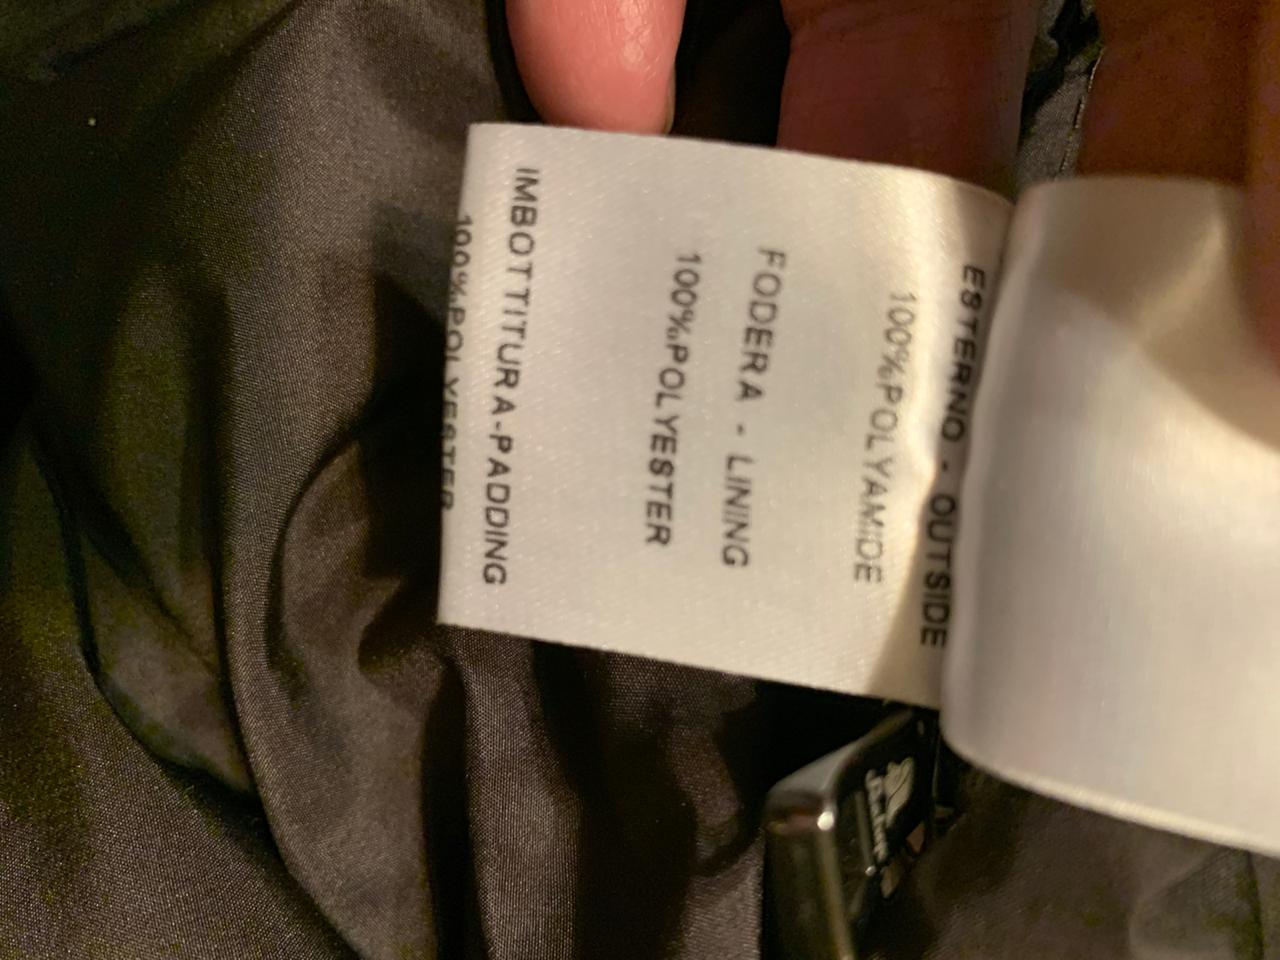 ESTERNO - OUTSIDE
100%POLYAMIDE
FODERA - LINING
100%POLYESTER
IMBOTTITURA-PADDING
100%POLYESTER